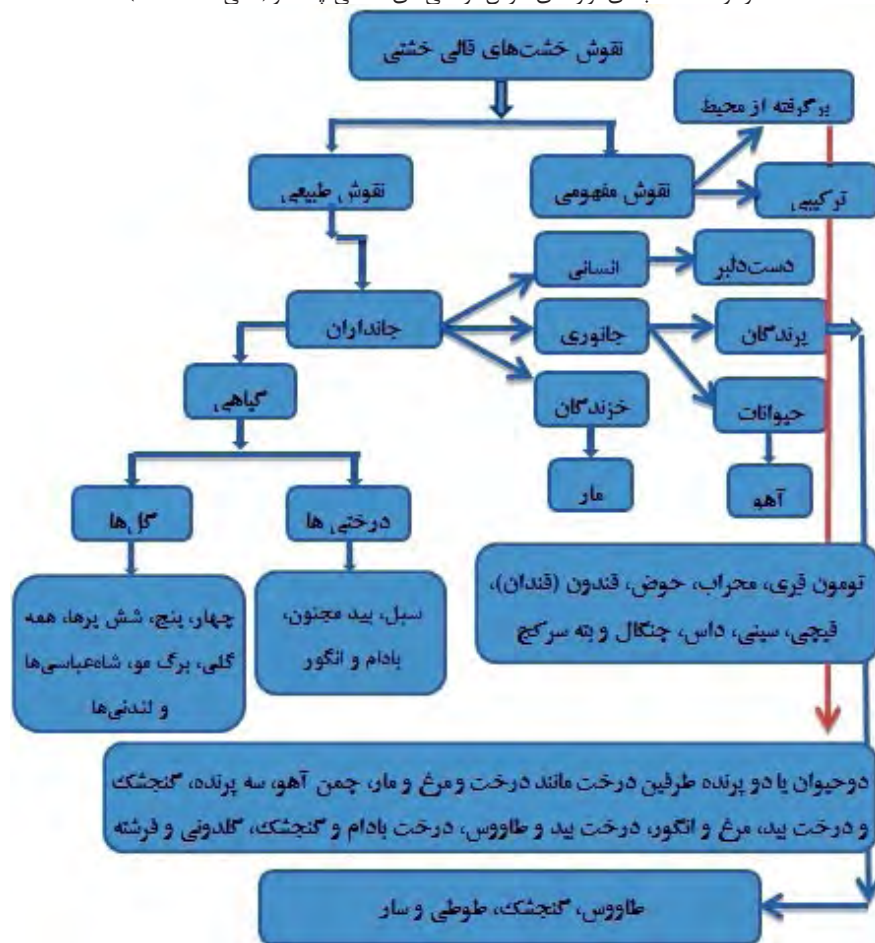 نقوش خشت‌های قالی خشتی
برگرفته از محیط
نقوش طبیعی
نقوش مفهومی
ترکیبی
انسانی
دست‌دلبر
جانداران
جانوری
پرندگان
گیاهی
خزندگان
حیوانات
مار
آهو
گل‌ها
درختی ها
چهار، پنج، شش پرها، همه
گلی، برگ مو، شاه‌عباسی‌ها
و لندنی‌ها
سبل، بید مجنون،
بادام و انگور
تومون قری، محراب، حوض، قندون (قندان)،
قیچی، سینی، داس، چنگال و بته سرکج
دوحیوان یا دو پرنده طرفین درخت مانند درخت و مرغ و مار، چمن آهو، سه پرنده، گنجشک
و درخت بید، مرغ و انگور، درخت بید و طاووس، درخت بادام و گنجشک، گلدونی و فرشته
طاووس، گنجشک، طوطی و سار